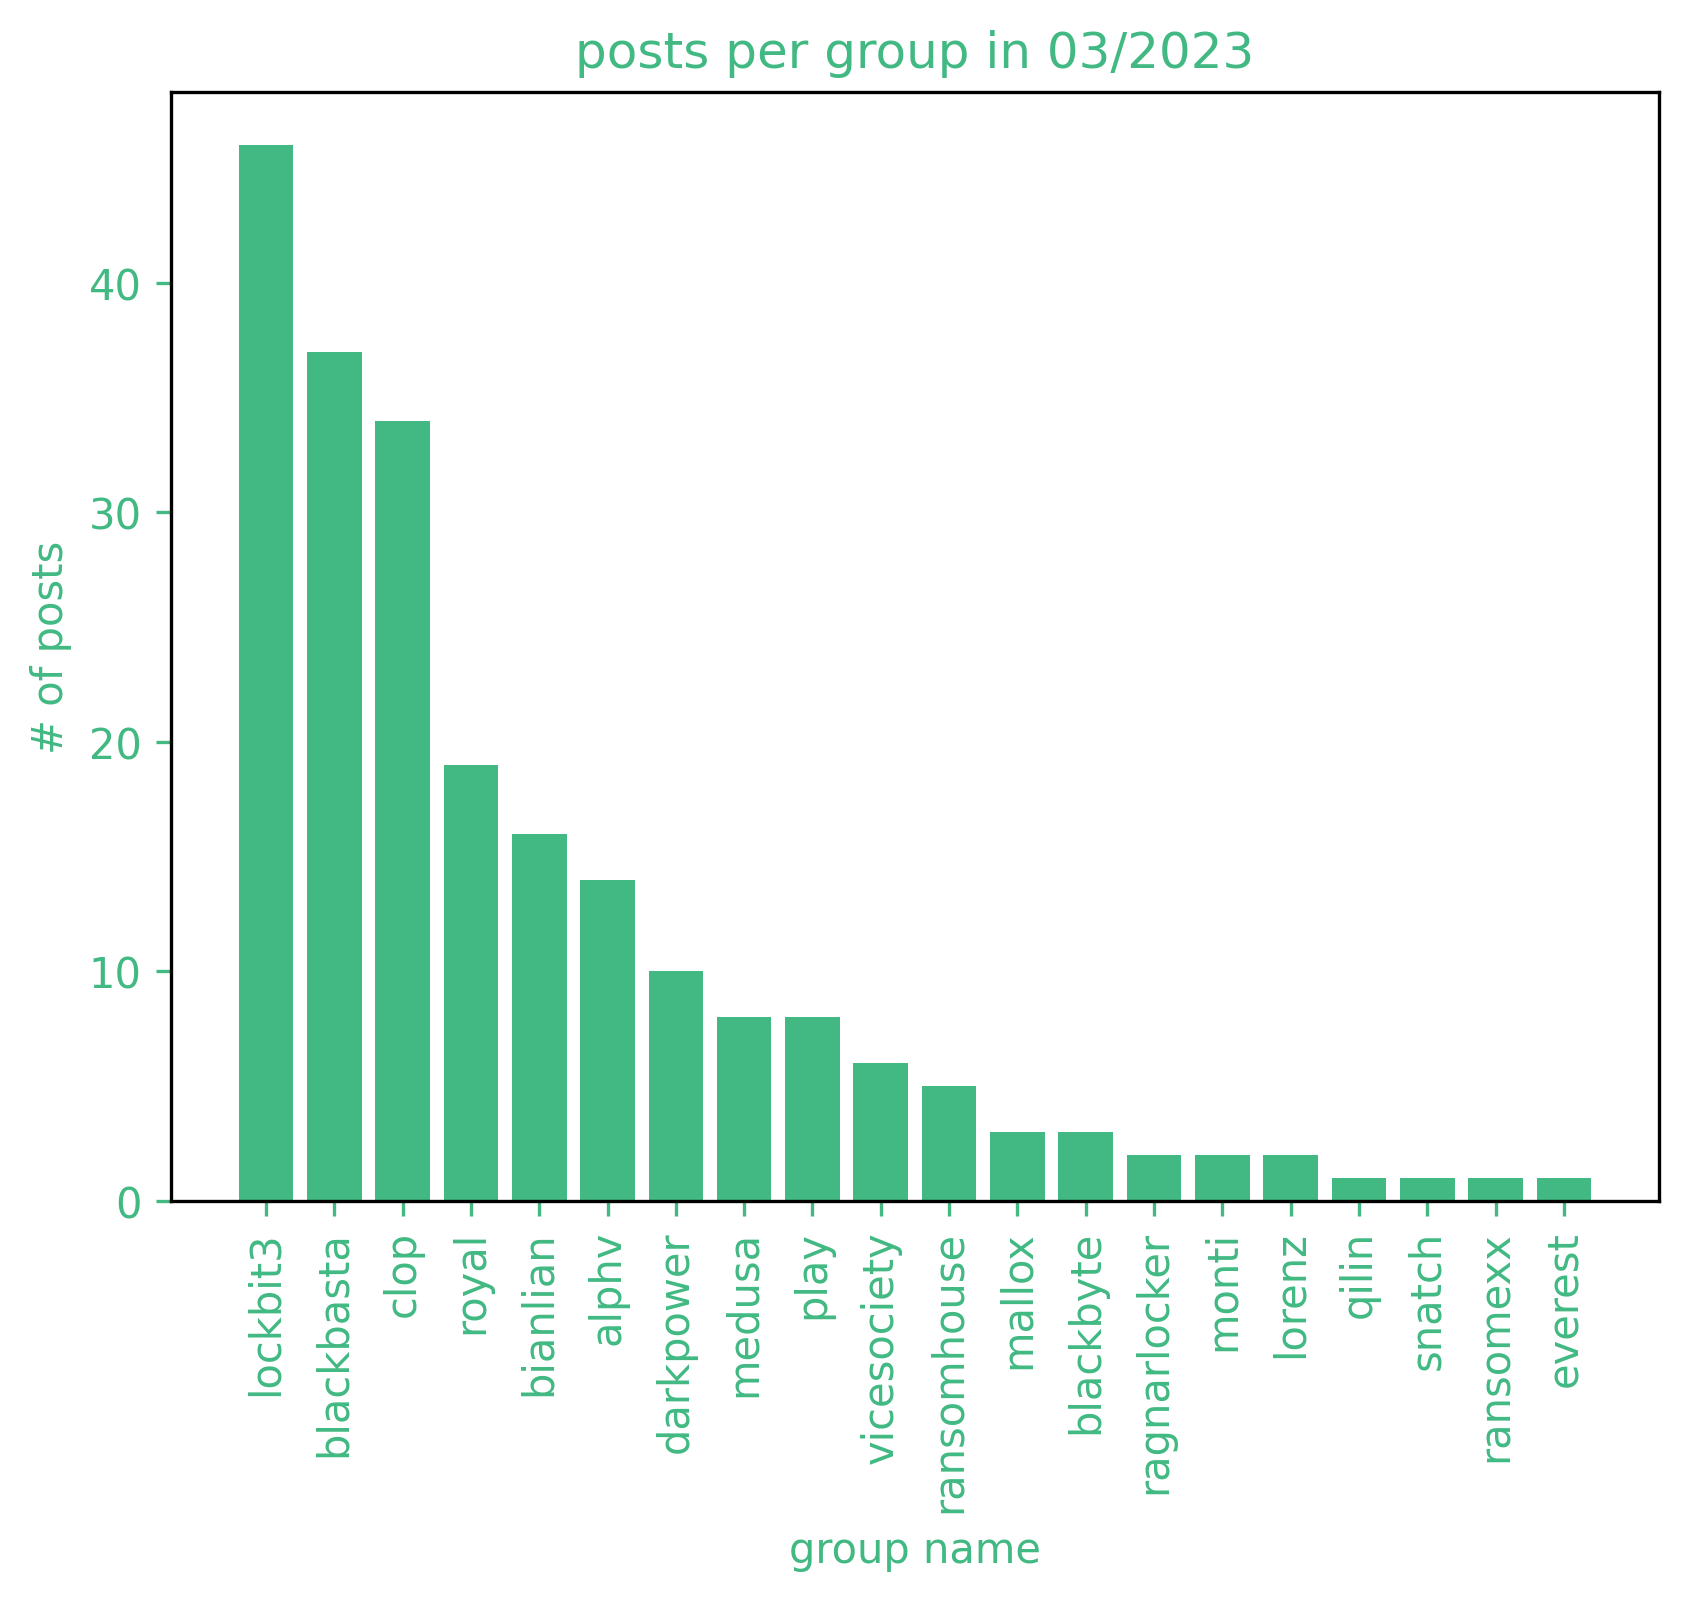 posts per group in 03/2023
# of posts
40
30
20
10
0
lockbit3
blackbasta
clop
royal
bianlian
alphv
darkpower
medusa
play
vicesociety
ransomhouse
mallox
blackbyte
ragnarlocker
monti
lorenz
qilin
snatch
ransomexx
everest
group name